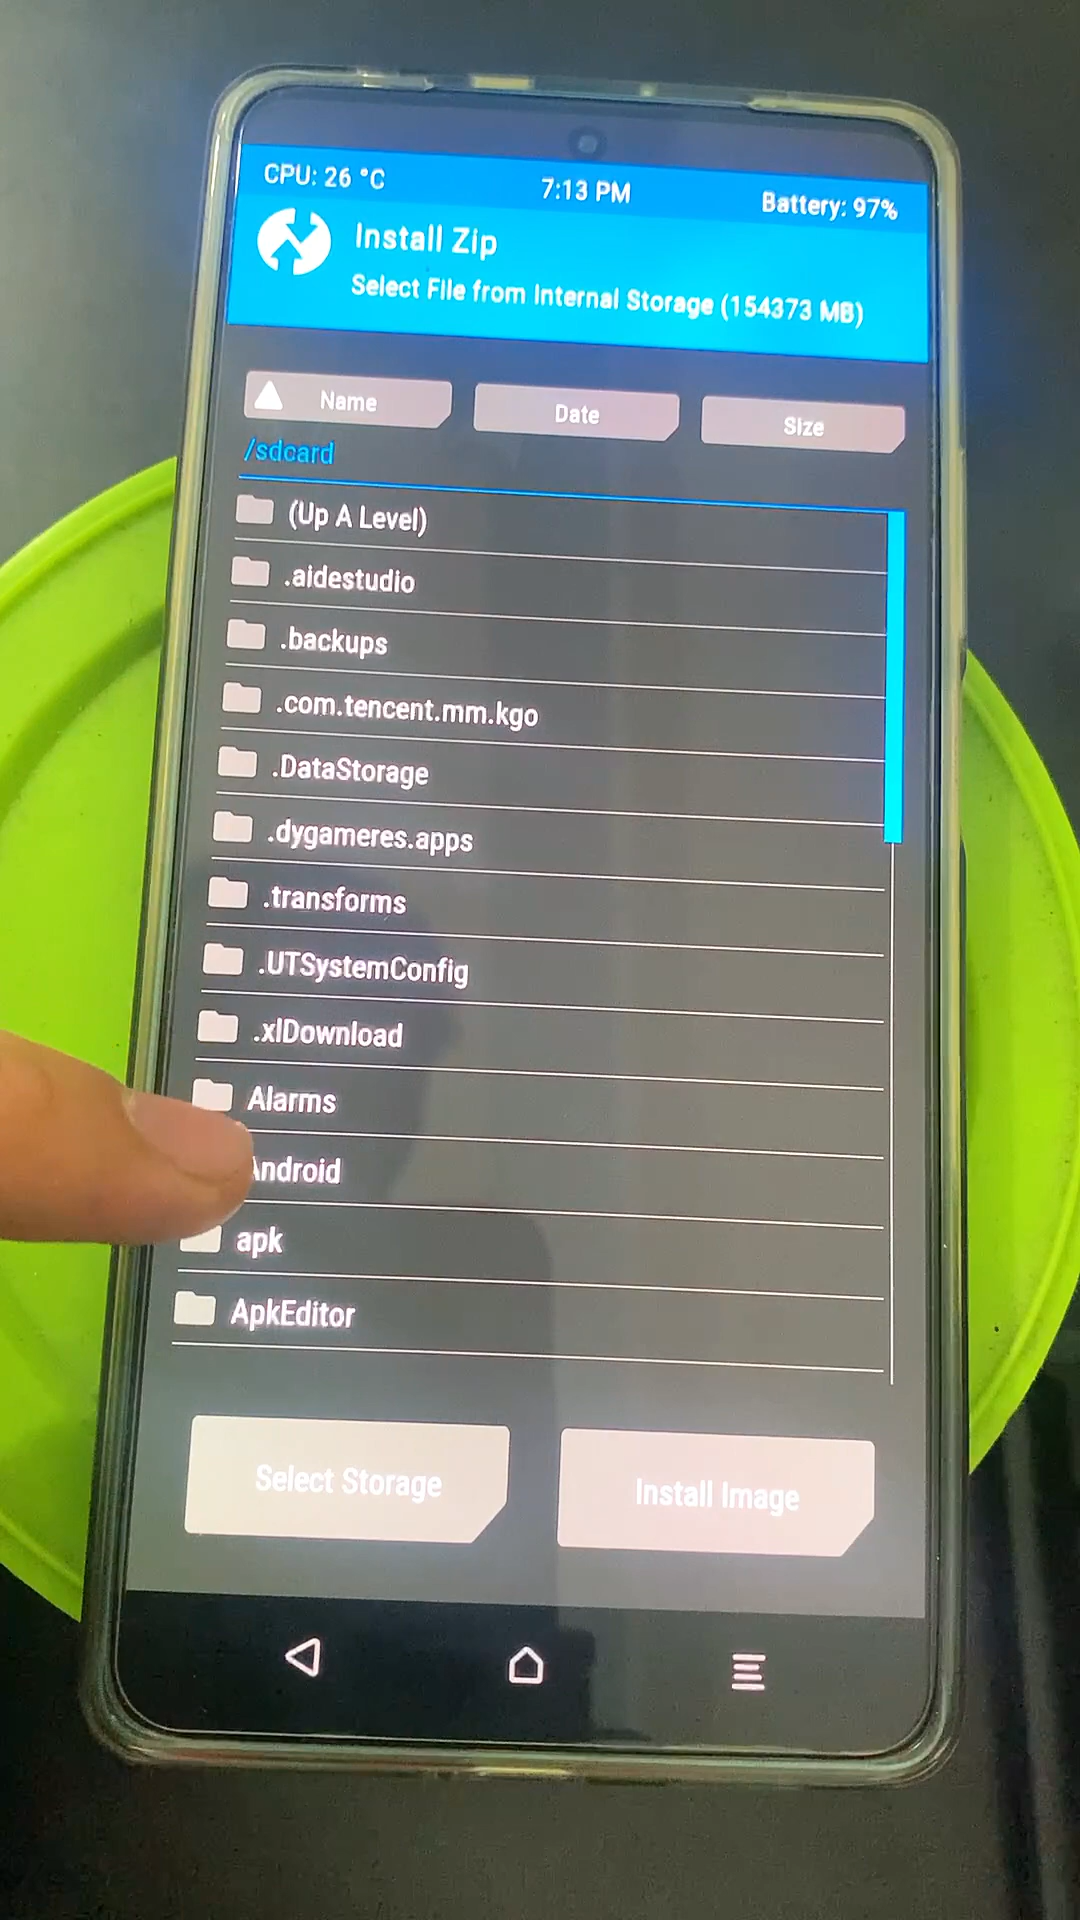 CPU: 26 °C 7:13 PM Battery: 97%
Install Zip
Select File from Internal Storage (154373 MB)
Name Date Size
/sdcard
(Up A Level)
.aidestudio
.backups
.com.tencent.mm.kgo
.DataStorage
.dygameres.apps
.transforms
.UTSystemConfig
.xlDownload
Alarms
Android
apk
ApkEditor
Select Storage Install Image